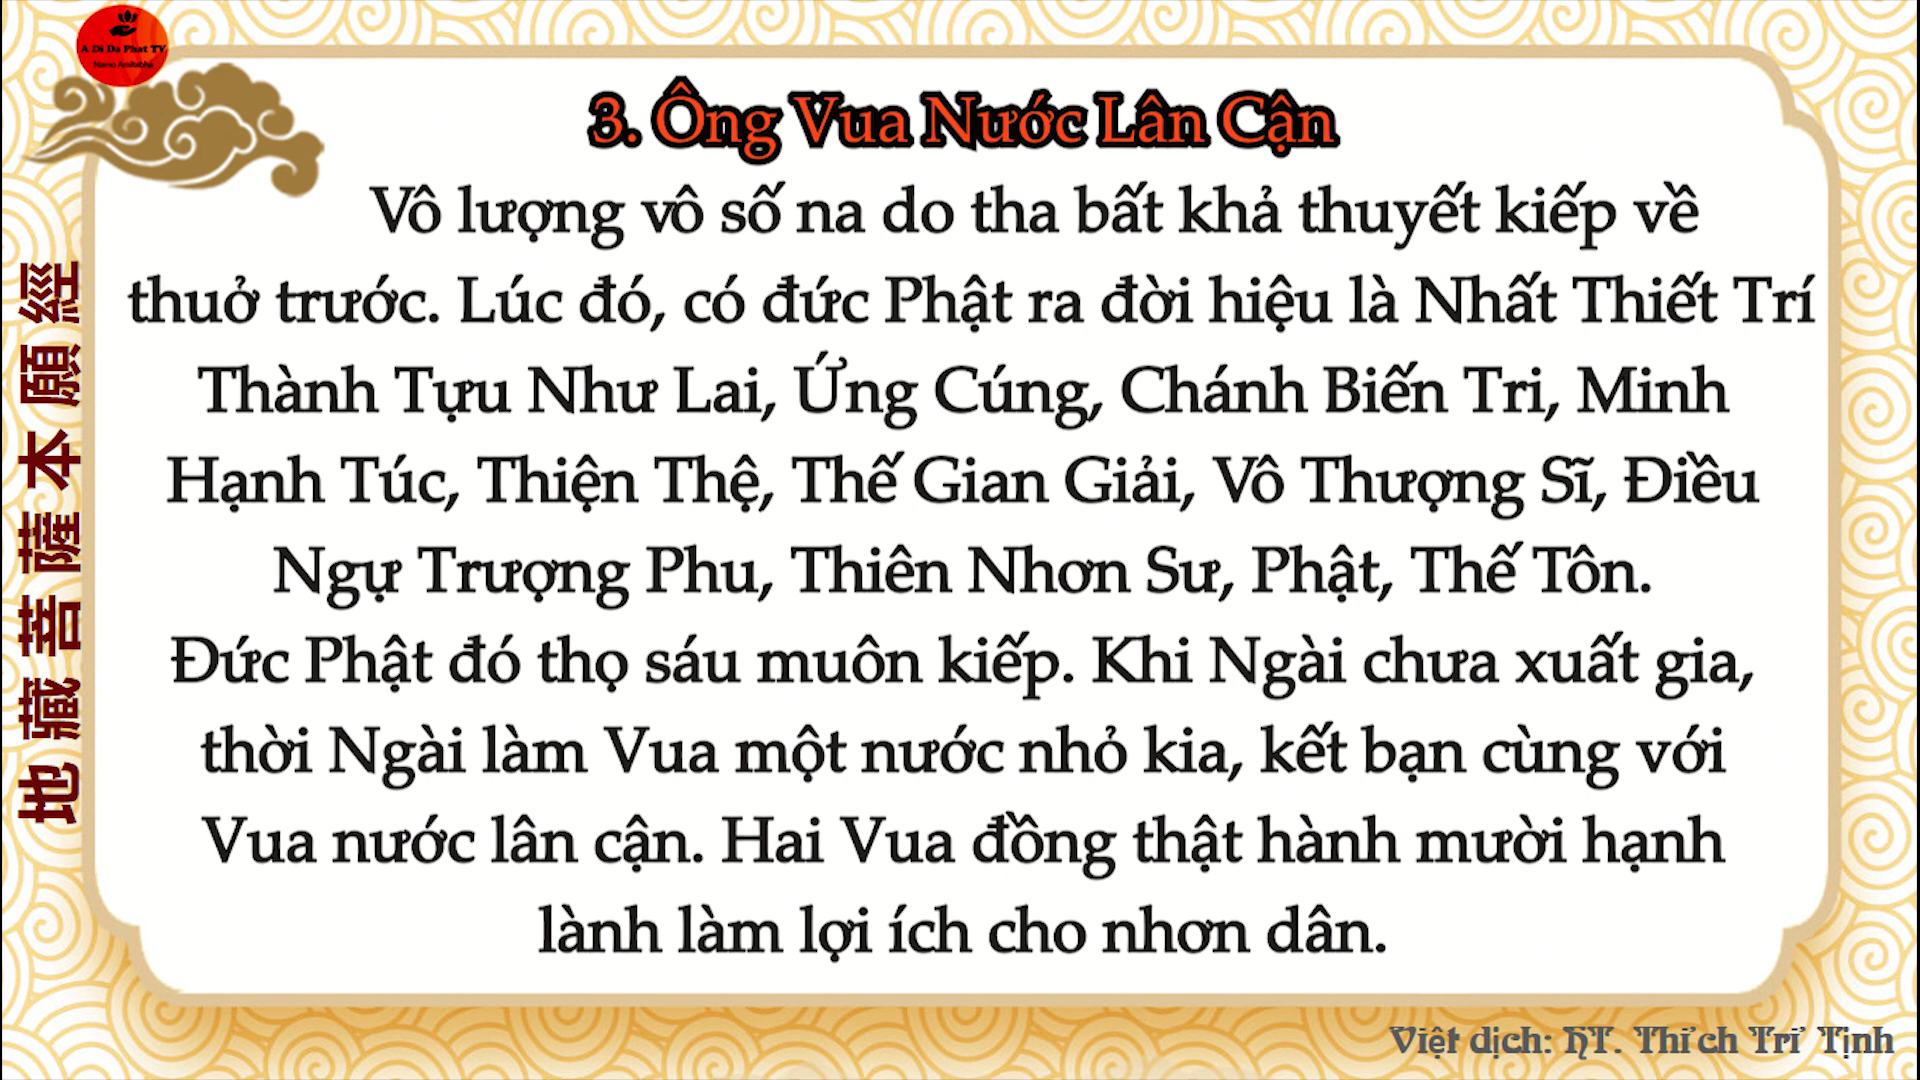 A Di Da Phat TV
Namo Amitabha
3. Ông Vua Nước Lân Cận
Vô lượng vô số na do tha bất khả thuyết kiếp về
thuở trước. Lúc đó, có đức Phật ra đời hiệu là Nhất Thiết Trí
Thành Tựu Như Lai, Ứng Cúng, Chánh Biến Tri, Minh
Hạnh Túc, Thiện Thệ, Thế Gian Giải, Vô Thượng Sĩ, Điều
Ngự Trượng Phu, Thiên Nhơn Sư, Phật, Thế Tôn.
Đức Phật đó thọ sáu muôn kiếp. Khi Ngài chưa xuất gia,
thời Ngài làm Vua một nước nhỏ kia, kết bạn cùng với
Vua nước lân cận. Hai Vua đồng thật hành mười hạnh
lành làm lợi ích cho nhơn dân.
地藏菩薩本願經
Việt dịch: HT. Thích Trí Tịnh